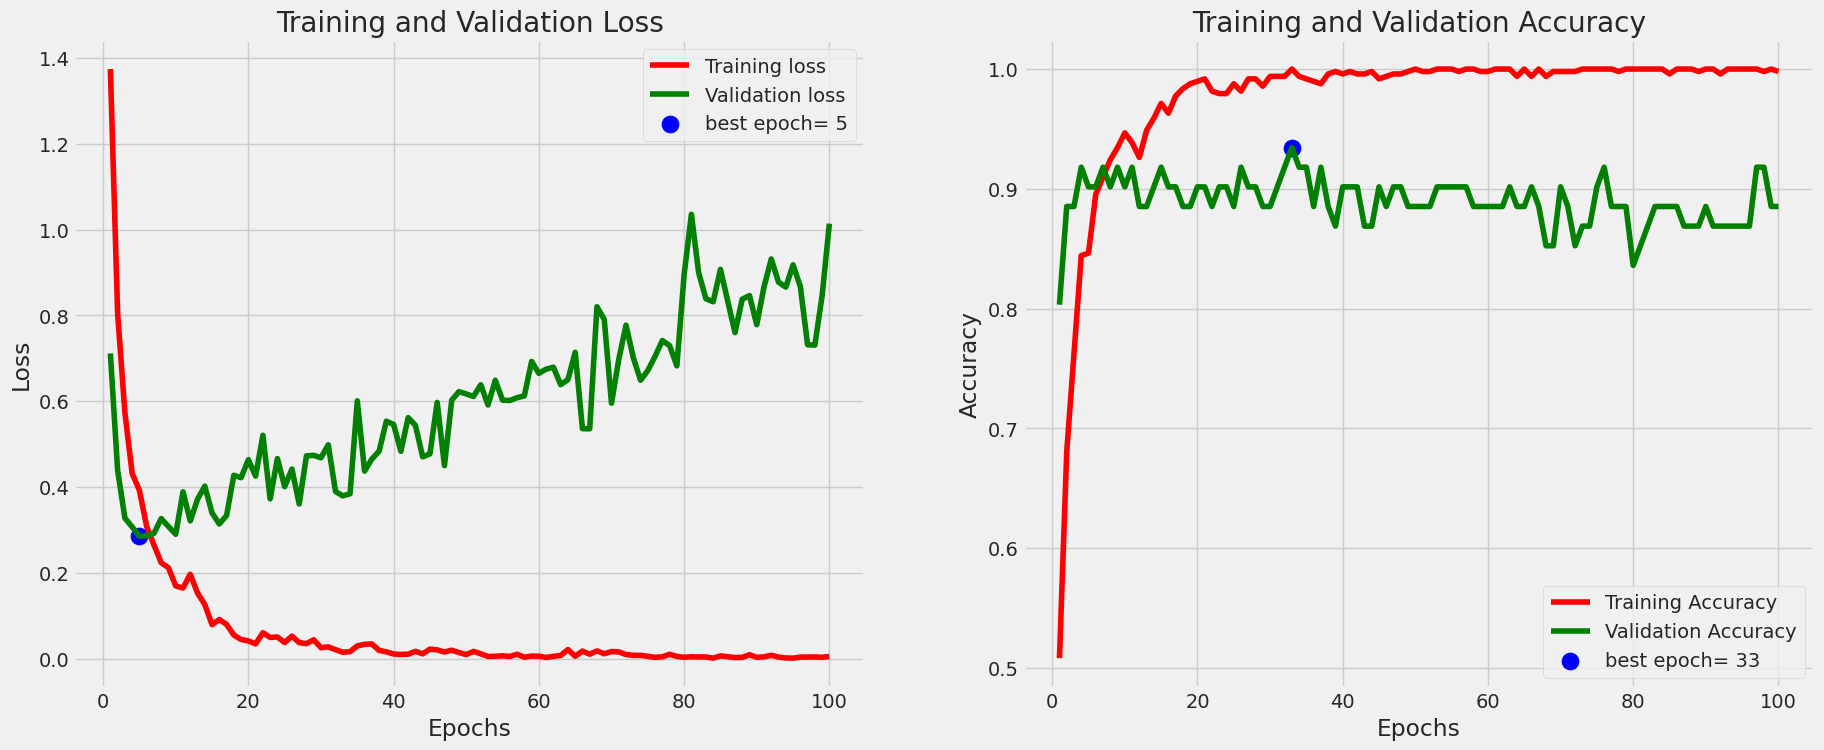 Training and Validation Loss
1.4
1.2
1.0
0.8
0.6
0.4
0.2
0.0
Loss
Training loss
Validation loss
best epoch= 5
0 20 40 60 80 100
Epochs
Training and Validation Accuracy
1.0
0.9
0.8
0.7
0.6
0.5
Accuracy
Training Accuracy
Validation Accuracy
best epoch= 33
0 20 40 60 80 100
Epochs